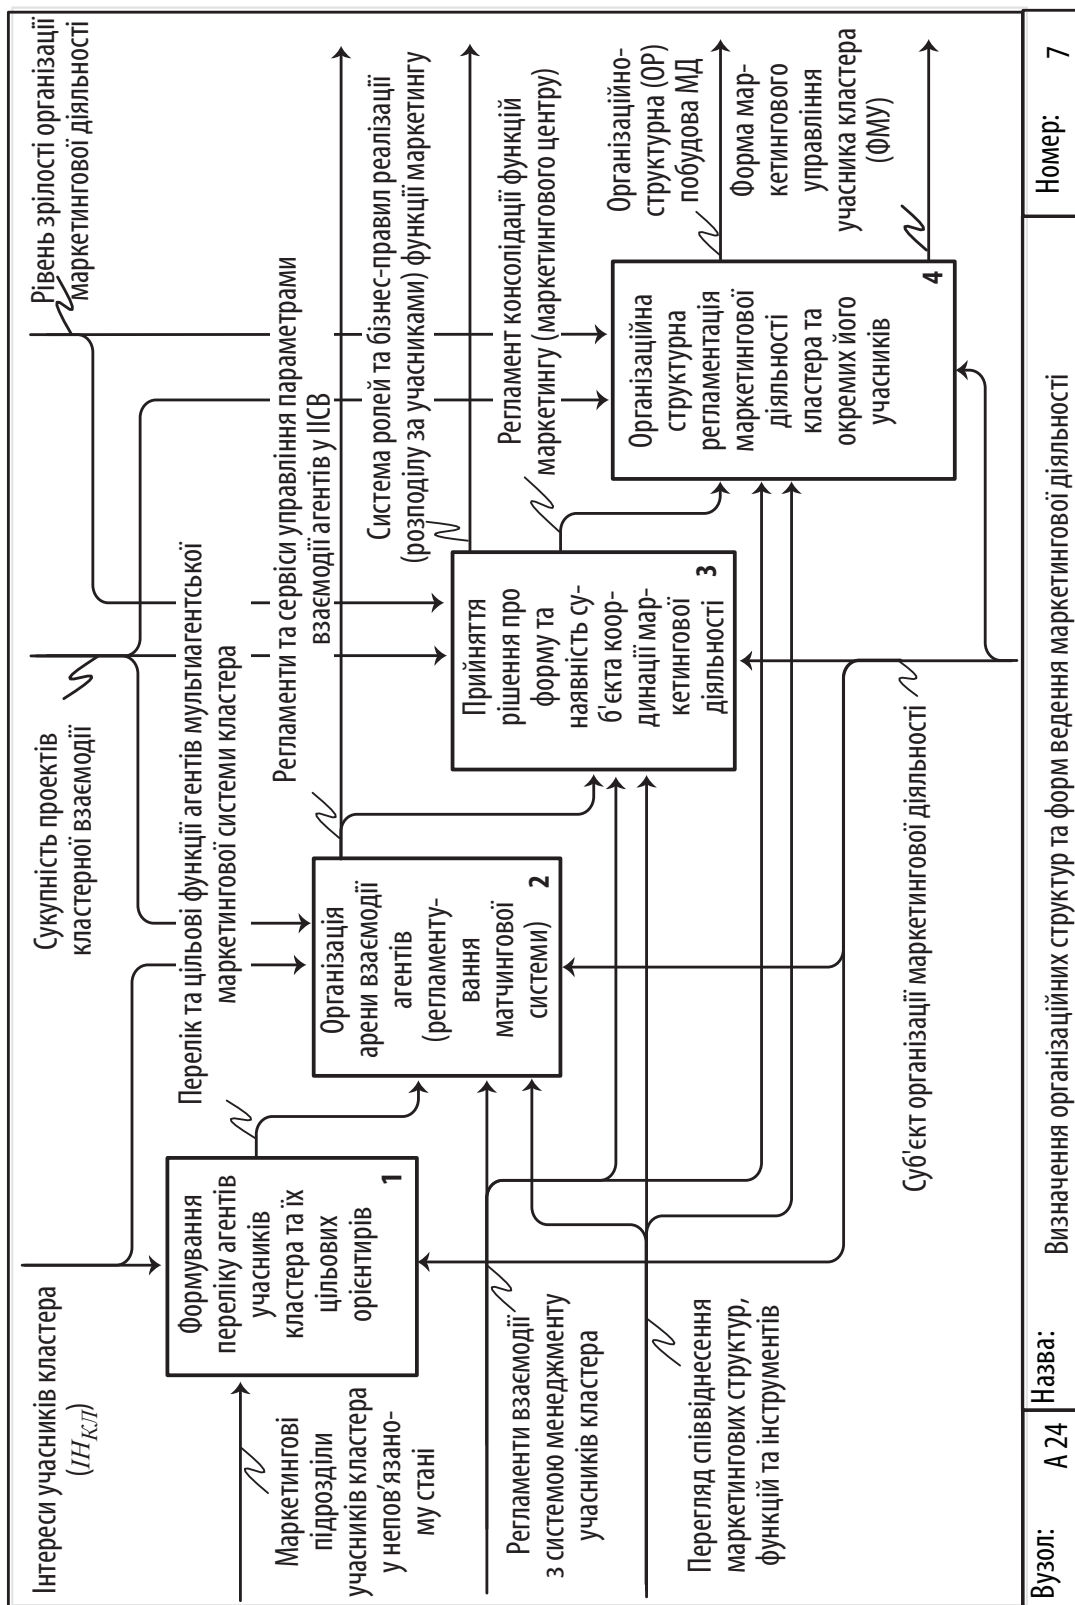 Інтереси учасників кластера
(ІН_КЛ)
Сукупність проектів
кластерної взаємодії
Рівень зрілості організації
маркетингової діяльності
Перелік та цільові функції агентів мультиагентської
маркетингової системи кластера
Регламенти та сервіси управління параметрами
взаємодії агентів у ІІСВ
Система ролей та бізнес-правил реалізації
(розподілу за учасниками) функції маркетингу
Регламент консолідації функцій
маркетингу (маркетингового центру)
Організаційно-
структурна (ОР)
побудова МД
Форма мар-
кетингового
управління
учасника кластера
(ФМУ)
Формування
переліку агентів
учасників
кластера та їх
цільових
орієнтирів
1
Організація
арени взаємодії
агентів
(регламенту-
вання
матчингової
системи)
2
Прийняття
рішення про
форму та
наявність су-
б'єкта коор-
динації мар-
кетингової
діяльності
3
Організаційна
структурна
регламентація
маркетингової
діяльності
кластера та
окремих його
учасників
4
Маркетингові
підрозділи
учасників кластера
у непов'язано-
му стані
Регламенти взаємодії
з системою менеджменту
учасників кластера
Перегляд співвіднесення
маркетингових структур,
функцій та інструментів
Суб'єкт організації маркетингової діяльності
Вузол: А 24
Назва: Визначення організаційних структур та форм ведення маркетингової діяльності
Номер: 7